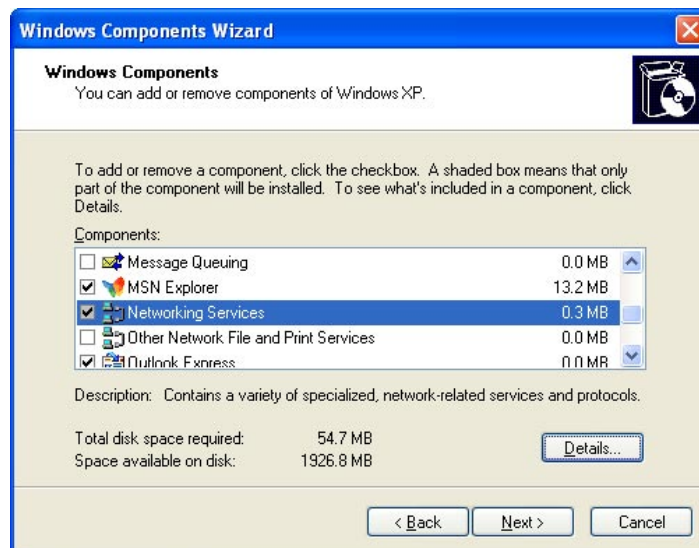 Windows Components Wizard
Windows Components
You can add or remove components of Windows XP.
To add or remove a component, click the checkbox. A shaded box means that only
part of the component will be installed. To see what's included in a component, click
Details.
Components:
Message Queuing 0.0 MB
MSN Explorer 13.2 MB
Networking Services 0.3 MB
Other Network File and Print Services 0.0 MB
Outlook Express 0.0 MB
Description: Contains a variety of specialized, network-related services and protocols.
Total disk space required: 54.7 MB
Space available on disk: 1926.8 MB
Details...
< Back Next > Cancel